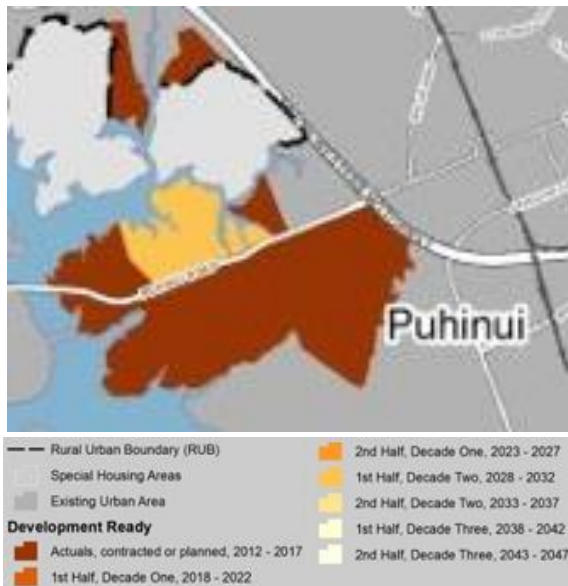 Puhinui
Rural Urban Boundary (RUB)
Special Housing Areas
Existing Urban Area
Development Ready
Actuals, contracted or planned, 2012 - 2017
1st Half, Decade One, 2018 - 2022
2nd Half, Decade One, 2023 - 2027
1st Half, Decade Two, 2028 - 2032
2nd Half, Decade Two, 2033 - 2037
1st Half, Decade Three, 2038 - 2042
2nd Half, Decade Three, 2043 - 2047